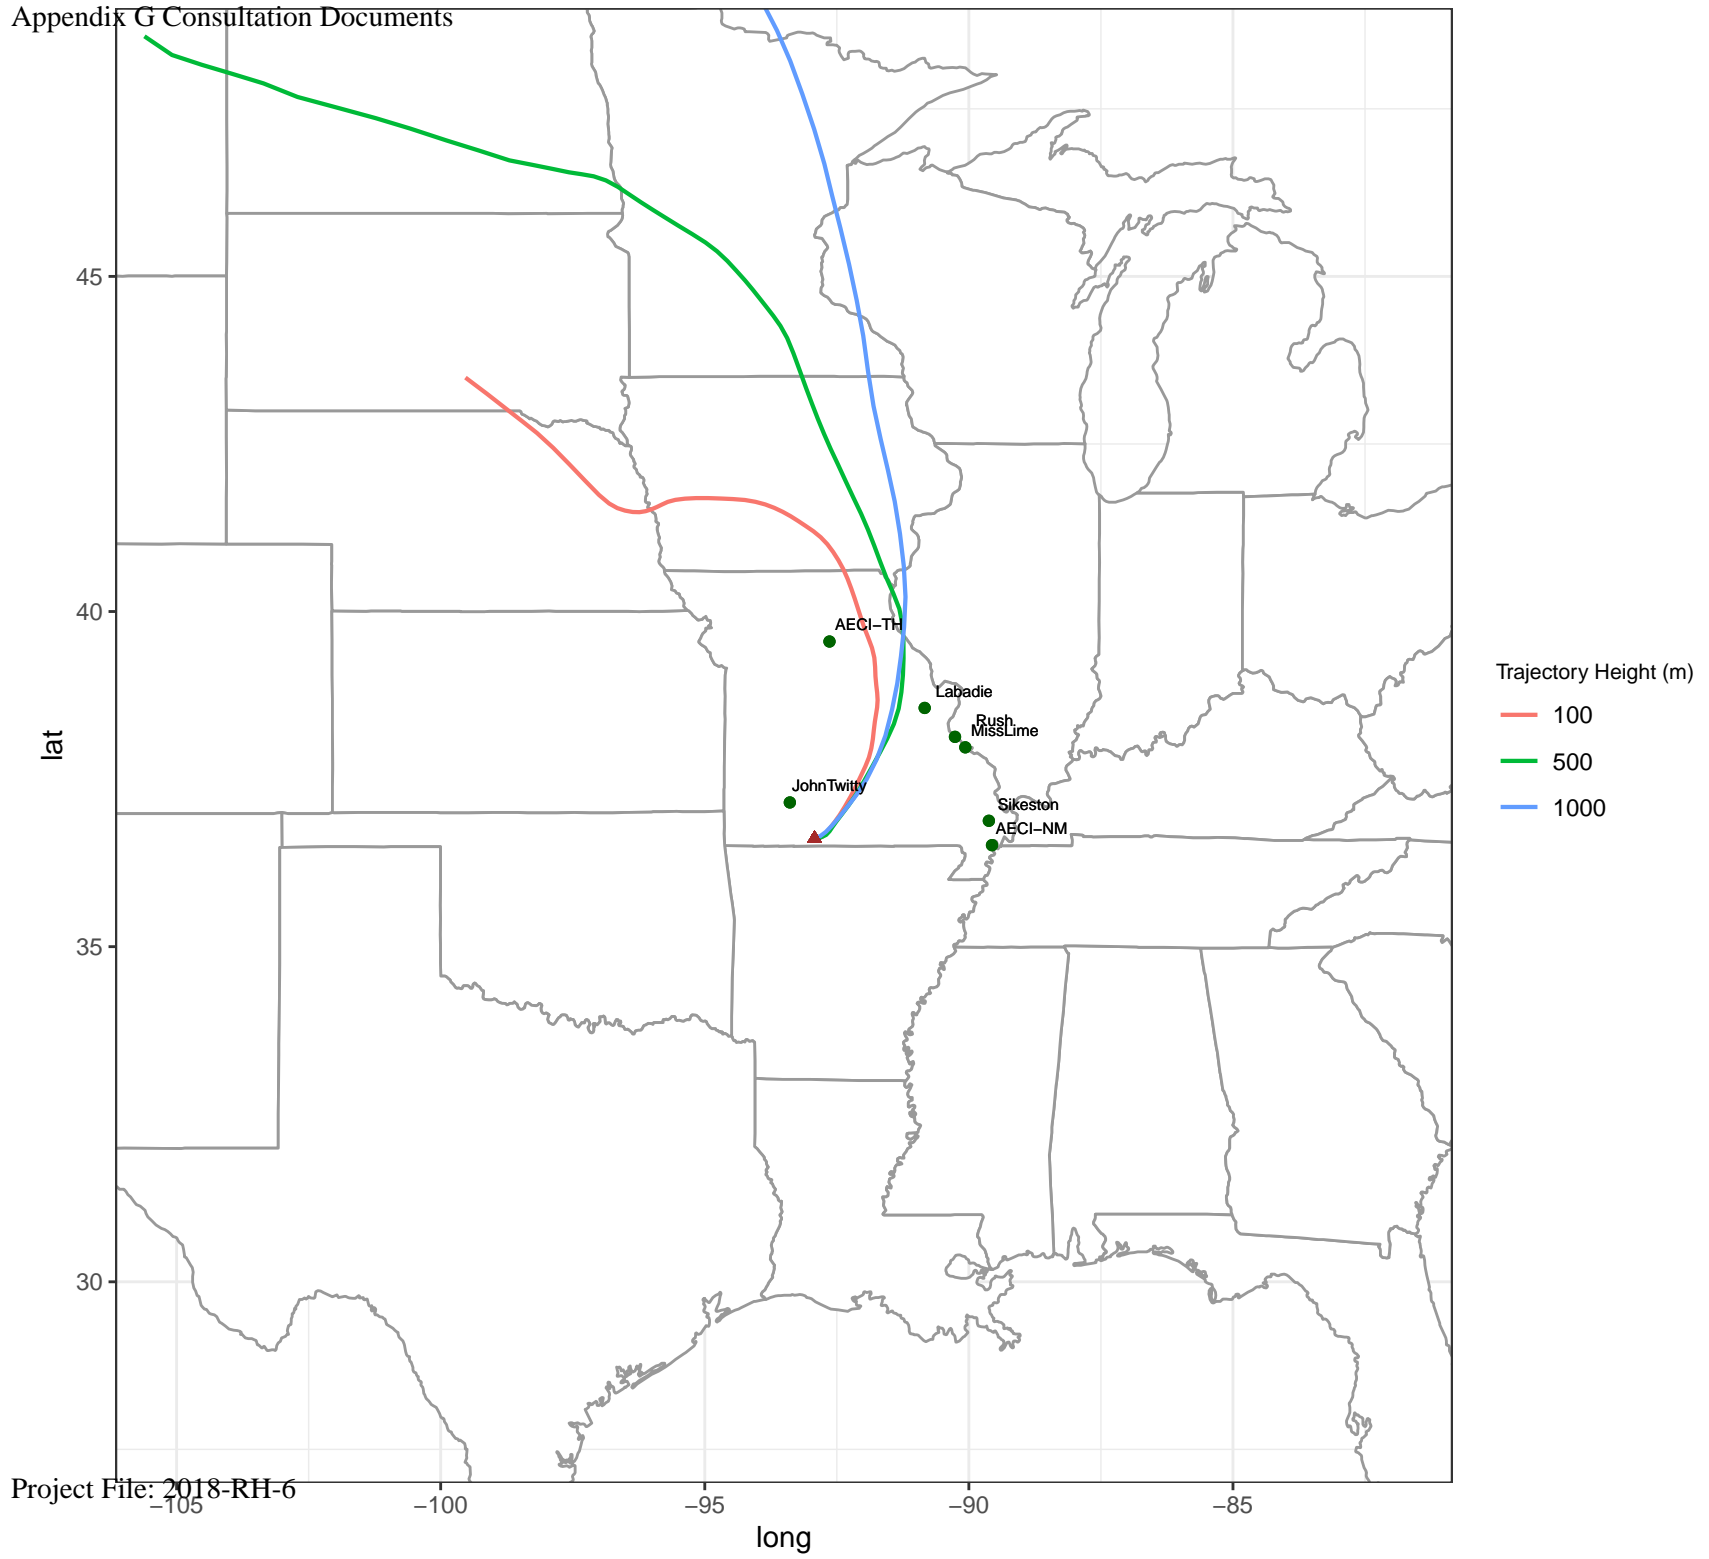 Appendix G Consultation Documents
45
40
35
30
lat
AECI−TH
Labadie
Rush
MissLime
JohnTwitty
Sikeston
AECI−NM
Trajectory Height (m)
100
500
1000
Project File: 2018-RH-6
−105
−100
−95
−90
−85
long